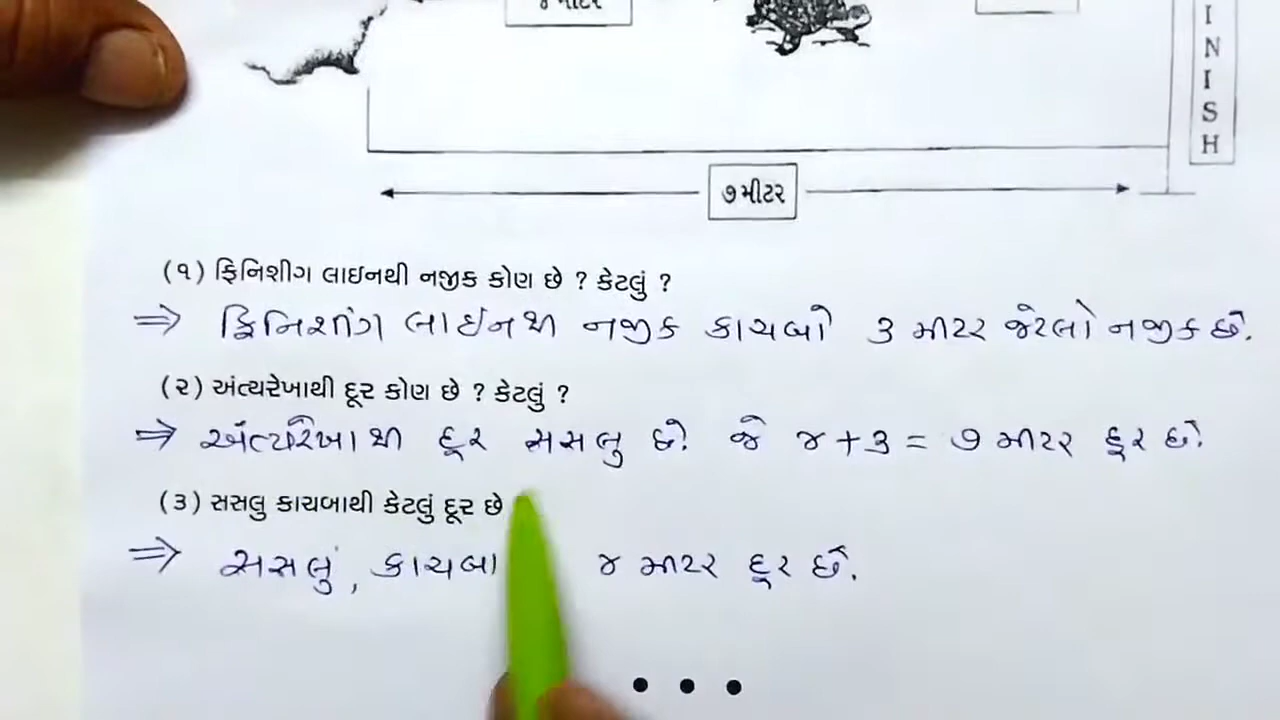 ૪ મીટર
INISH
૭ મીટર
(૧) ફિનિશીગ લાઇનથી નજીક કોણ છે ? કેટલું ?
⇒ ફિનિશીંગ લાઇનથી નજીક કાચબો ૩ મીટર જેટલો નજીક છે.
(૨) અંત્યરેખાથી દૂર કોણ છે ? કેટલું ?
⇒ અંત્યરેખાથી દૂર સસલુ છે. જે ૪+૩ = ૭ મીટર દૂર છે.
(૩) સસલુ કાચબાથી કેટલું દૂર છે
⇒ સસલું, કાચબા ૪ મીટર દૂર છે.